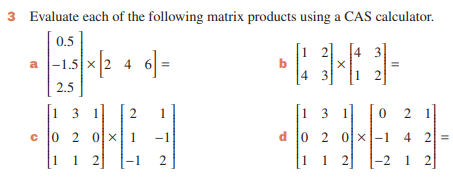 3 Evaluate each of the following matrix products using a CAS calculator.
a [0.5; -1.5; 2.5] × [2 4 6] =
b [1 2; 4 3] × [4 3; 1 2] =
c [1 3 1; 0 2 0; 1 1 2] × [2 1; 1 -1; -1 2]
d [1 3 1; 0 2 0; 1 1 2] × [0 2 1; -1 4 2; -2 1 2] =